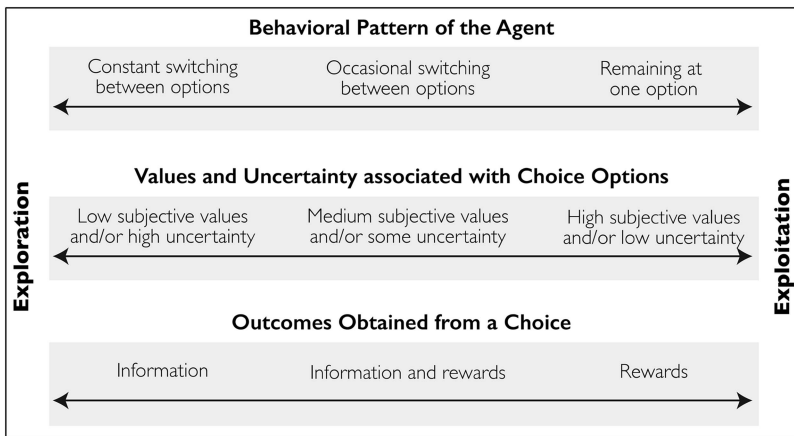 Behavioral Pattern of the Agent
Constant switching
between options
Occasional switching
between options
Remaining at
one option
Exploration
Values and Uncertainty associated with Choice Options
Low subjective values
and/or high uncertainty
Medium subjective values
and/or some uncertainty
High subjective values
and/or low uncertainty
Exploitation
Outcomes Obtained from a Choice
Information
Information and rewards
Rewards